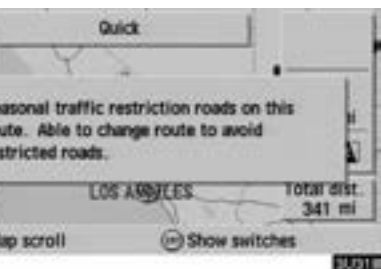 Quick
asonal traffic restriction roads on this
ute. Able to change route to avoid
stricted roads.
mi
LOS ANGELES
Total dist.
341 mi
ap scroll
Show switches